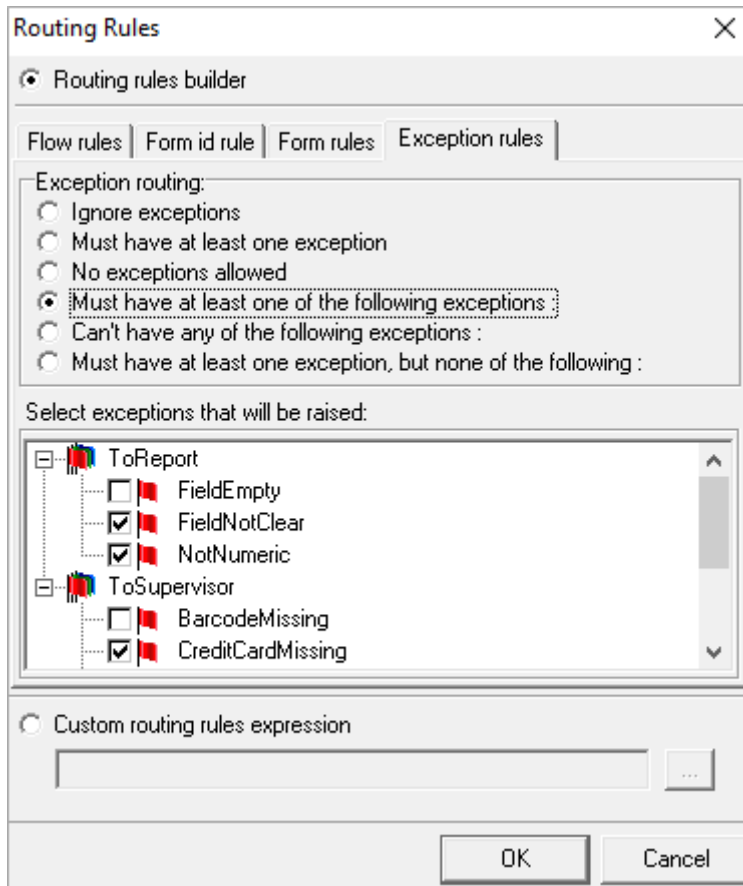 Routing Rules
Routing rules builder
Flow rules Form id rule Form rules Exception rules
Exception routing:
Ignore exceptions
Must have at least one exception
No exceptions allowed
Must have at least one of the following exceptions :
Can't have any of the following exceptions :
Must have at least one exception, but none of the following :
Select exceptions that will be raised:
ToReport
FieldEmpty
FieldNotClear
NotNumeric
ToSupervisor
BarcodeMissing
CreditCardMissing
Custom routing rules expression
...
OK Cancel